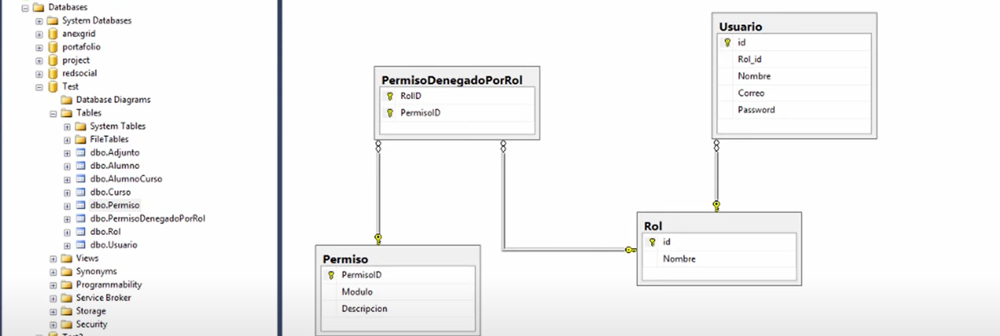 Databases
System Databases
anexgrid
portafolio
project
redsocial
Test
Database Diagrams
Tables
System Tables
FileTables
dbo.Adjunto
dbo.Alumno
dbo.AlumnoCurso
dbo.Curso
dbo.Permiso
dbo.PermisoDenegadoPorRol
dbo.Rol
dbo.Usuario
Views
Synonyms
Programmability
Service Broker
Storage
Security
PermisoDenegadoPorRol
RolID
PermisoID
Usuario
id
Rol_id
Nombre
Correo
Password
Permiso
PermisoID
Modulo
Descripcion
Rol
id
Nombre